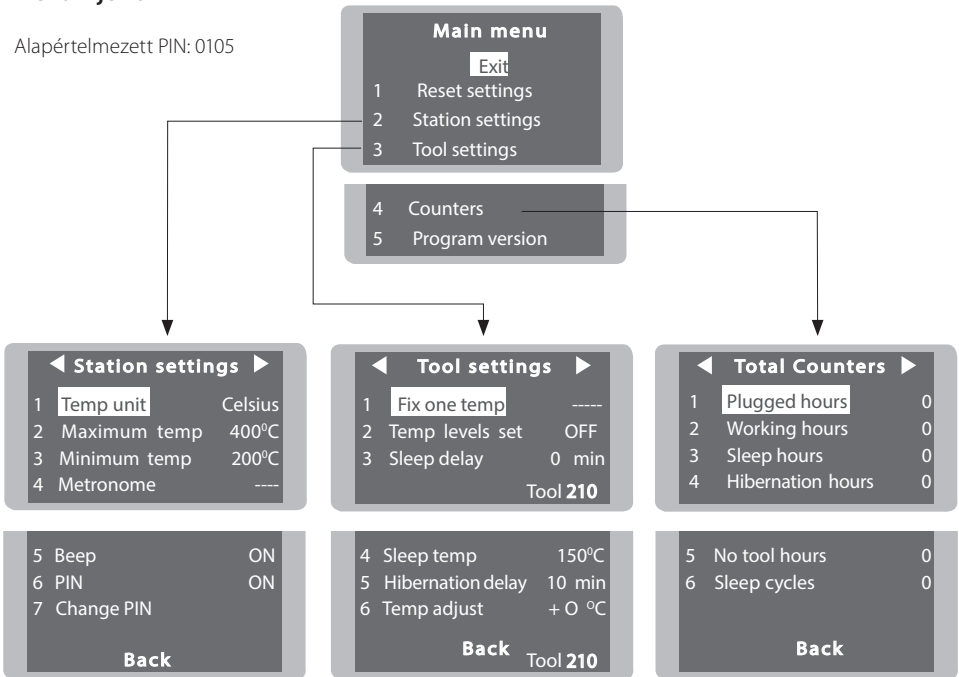 Alapértelmezett PIN: 0105
Main menu
Exit
1 Reset settings
2 Station settings
3 Tool settings
4 Counters
5 Program version
Station settings
1 Temp unit Celsius
2 Maximum temp 400⁰C
3 Minimum temp 200⁰C
4 Metronome ----
5 Beep ON
6 PIN ON
7 Change PIN
Back
Tool settings
1 Fix one temp -----
2 Temp levels set OFF
3 Sleep delay 0 min
Tool 210
4 Sleep temp 150⁰C
5 Hibernation delay 10 min
6 Temp adjust + O ⁰C
Back
Tool 210
Total Counters
1 Plugged hours 0
2 Working hours 0
3 Sleep hours 0
4 Hibernation hours 0
5 No tool hours 0
6 Sleep cycles 0
Back